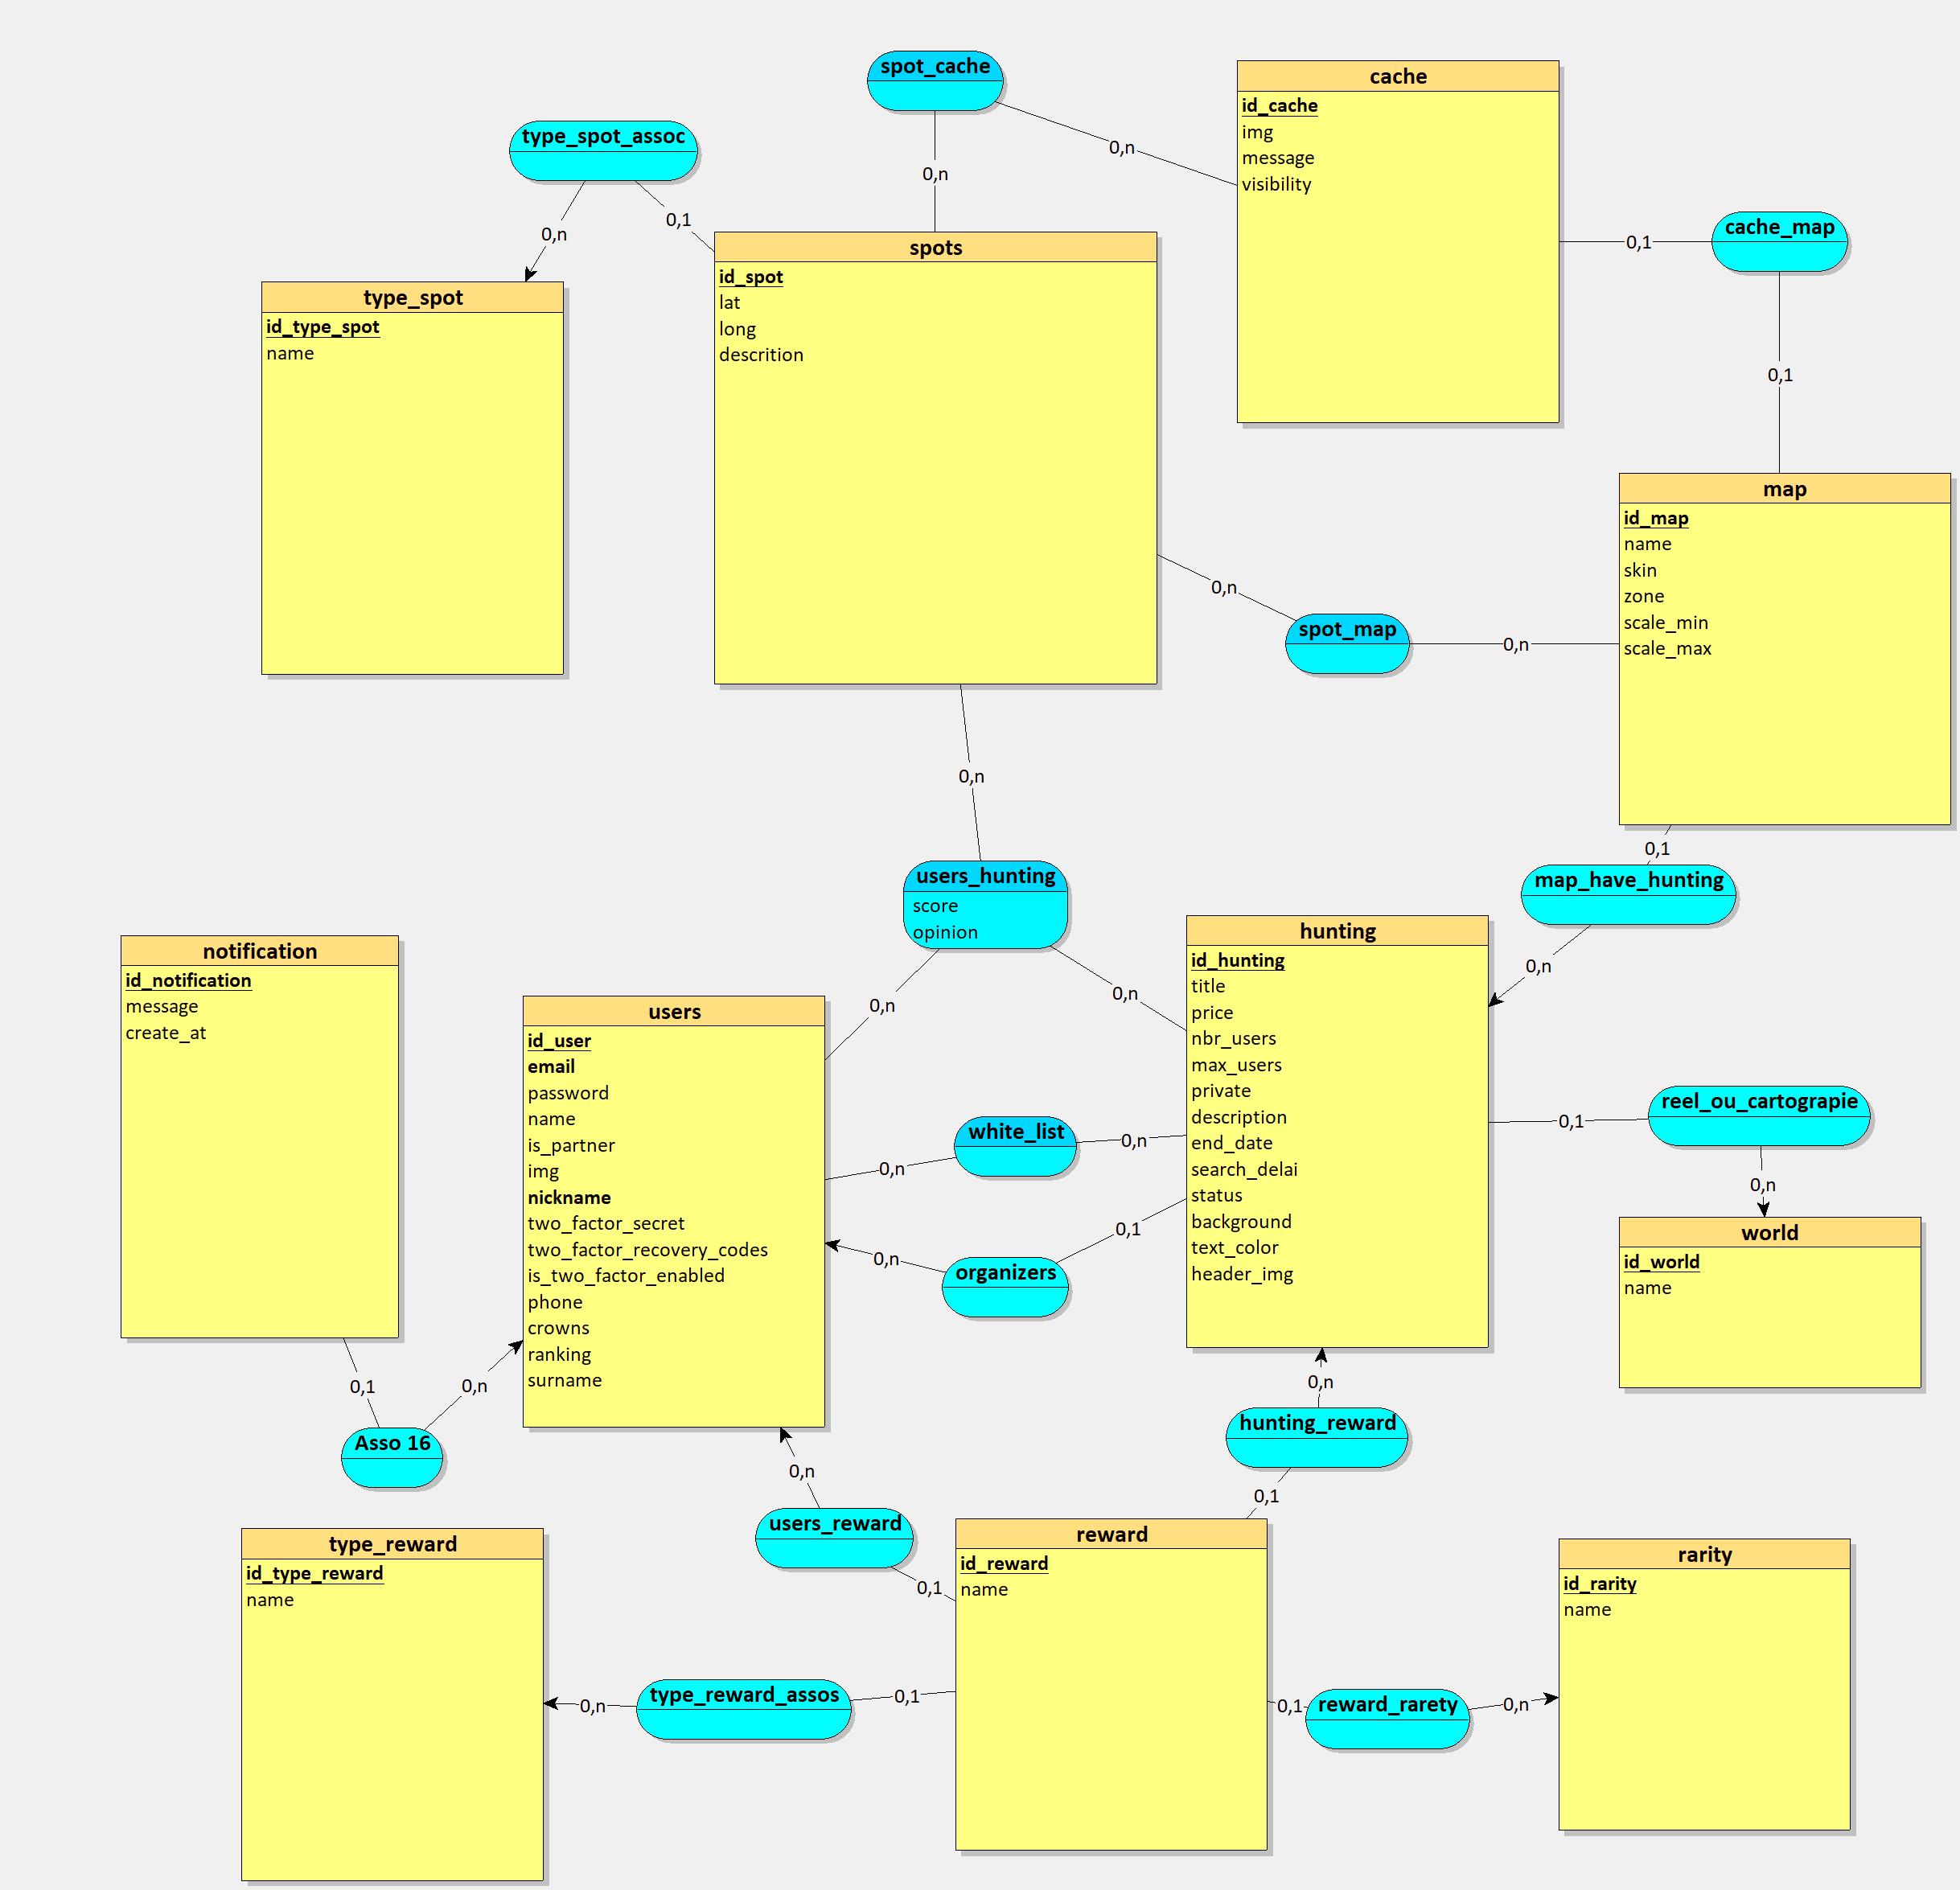 spot_cache
0,n
0,n
cache
id_cache
img
message
visibility
type_spot_assoc
0,n
0,1
type_spot
id_type_spot
name
spots
id_spot
lat
long
descrition
0,1
cache_map
0,1
map
id_map
name
skin
zone
scale_min
scale_max
0,n
spot_map
0,n
0,n
0,1
map_have_hunting
0,n
users_hunting
score
opinion
0,n
0,n
notification
id_notification
message
create_at
users
id_user
email
password
name
is_partner
img
nickname
two_factor_secret
two_factor_recovery_codes
is_two_factor_enabled
phone
crowns
ranking
surname
white_list
0,n
0,n
organizers
0,n
0,1
hunting
id_hunting
title
price
nbr_users
max_users
private
description
end_date
search_delai
status
background
text_color
header_img
0,1
reel_ou_cartograpie
0,n
world
id_world
name
0,1
0,n
Asso 16
0,n
users_reward
0,1
0,n
hunting_reward
0,1
type_reward
id_type_reward
name
reward
id_reward
name
rarity
id_rarity
name
0,n
type_reward_assos
0,1
0,1
reward_rarety
0,n